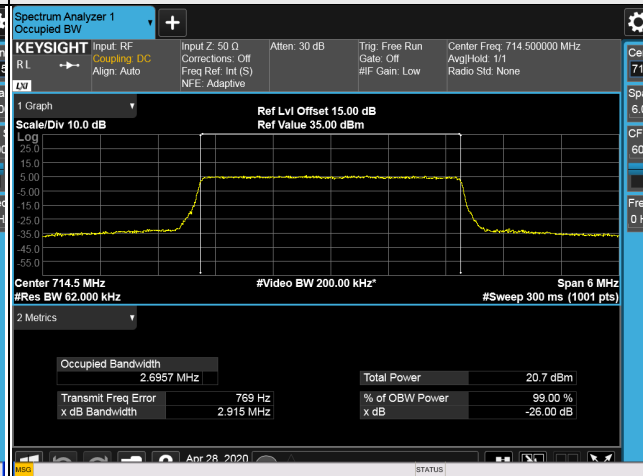 Spectrum Analyzer 1
Occupied BW
+
KEYSIGHT Input: RF Input Z: 50 Ω Atten: 30 dB Trig: Free Run Center Freq: 714.500000 MHz
RL Coupling: DC Corrections: Off Gate: Off Avg|Hold: 1/1
Align: Auto Freq Ref: Int (S) #IF Gain: Low Radio Std: None
LXI NFE: Adaptive
1 Graph
Ref Lvl Offset 15.00 dB
Scale/Div 10.0 dB Ref Value 35.00 dBm
Log
25.0
15.0
5.00
-5.00
-15.0
-25.0
-35.0
-45.0
-55.0
Center 714.5 MHz #Video BW 200.00 kHz* Span 6 MHz
#Res BW 62.000 kHz #Sweep 300 ms (1001 pts)
2 Metrics
Occupied Bandwidth
2.6957 MHz Total Power 20.7 dBm
Transmit Freq Error 769 Hz % of OBW Power 99.00 %
x dB Bandwidth 2.915 MHz x dB -26.00 dB
Apr 28, 2020
MSG STATUS